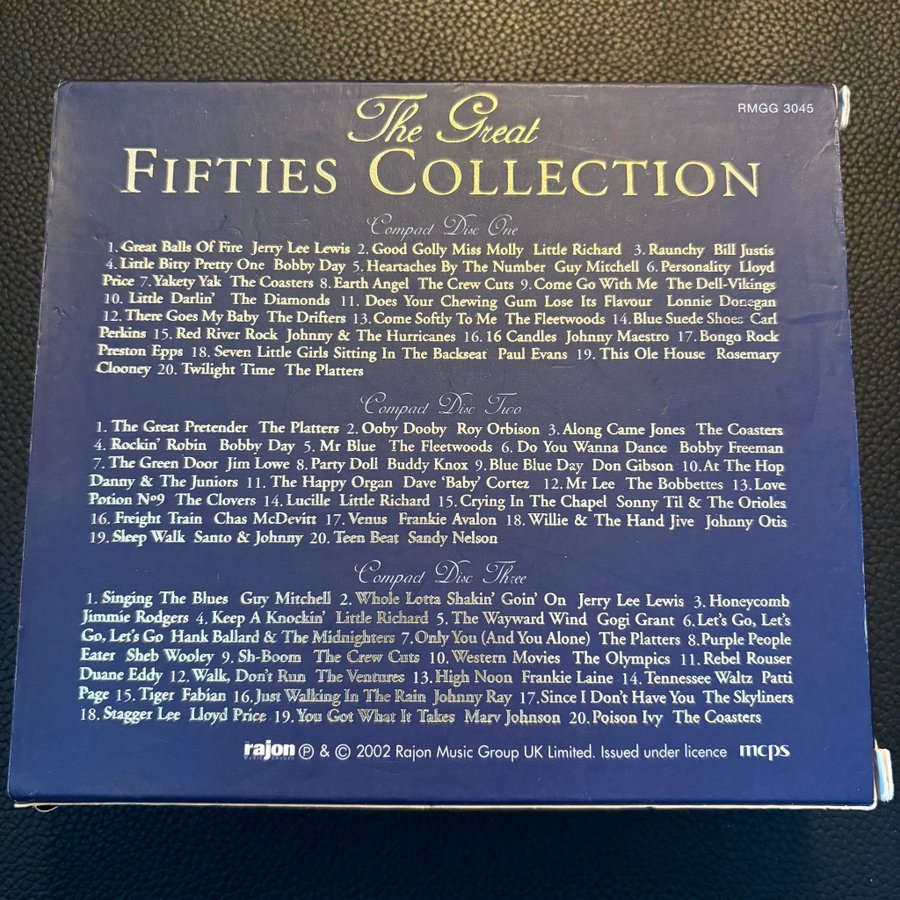 RMGG 3045
The Great
FIFTIES COLLECTION
Compact Disc One
1. Great Balls Of Fire Jerry Lee Lewis 2. Good Golly Miss Molly Little Richard 3. Raunchy Bill Justis
4. Little Bitty Pretty One Bobby Day 5. Heartaches By The Number Guy Mitchell 6. Personality Lloyd
Price 7. Yakety Yak The Coasters 8. Earth Angel The Crew Cuts 9. Come Go With Me The Dell-Vikings
10. Little Darlin' The Diamonds 11. Does Your Chewing Gum Lose Its Flavour Lonnie Donegan
12. There Goes My Baby The Drifters 13. Come Softly To Me The Fleetwoods 14. Blue Suede Shoes Carl
Perkins 15. Red River Rock Johnny & The Hurricanes 16. 16 Candles Johnny Maestro 17. Bongo Rock
Preston Epps 18. Seven Little Girls Sitting In The Backseat Paul Evans 19. This Ole House Rosemary
Clooney 20. Twilight Time The Platters
Compact Disc Two
1. The Great Pretender The Platters 2. Ooby Dooby Roy Orbison 3. Along Came Jones The Coasters
4. Rockin' Robin Bobby Day 5. Mr Blue The Fleetwoods 6. Do You Wanna Dance Bobby Freeman
7. The Green Door Jim Lowe 8. Party Doll Buddy Knox 9. Blue Blue Day Don Gibson 10. At The Hop
Danny & The Juniors 11. The Happy Organ Dave 'Baby' Cortez 12. Mr Lee The Bobbettes 13. Love
Potion Nº9 The Clovers 14. Lucille Little Richard 15. Crying In The Chapel Sonny Til & The Orioles
16. Freight Train Chas McDevitt 17. Venus Frankie Avalon 18. Willie & The Hand Jive Johnny Otis
19. Sleep Walk Santo & Johnny 20. Teen Beat Sandy Nelson
Compact Disc Three
1. Singing The Blues Guy Mitchell 2. Whole Lotta Shakin' Goin' On Jerry Lee Lewis 3. Honeycomb
Jimmie Rodgers 4. Keep A Knockin' Little Richard 5. The Wayward Wind Gogi Grant 6. Let's Go, Let's
Go, Let's Go Hank Ballard & The Midnighters 7. Only You (And You Alone) The Platters 8. Purple People
Eater Sheb Wooley 9. Sh-Boom The Crew Cuts 10. Western Movies The Olympics 11. Rebel Rouser
Duane Eddy 12. Walk, Don't Run The Ventures 13. High Noon Frankie Laine 14. Tennessee Waltz Patti
Page 15. Tiger Fabian 16. Just Walking In The Rain Johnny Ray 17. Since I Don't Have You The Skyliners
18. Stagger Lee Lloyd Price 19. You Got What It Takes Marv Johnson 20. Poison Ivy The Coasters
rajon ℗ & © 2002 Rajon Music Group UK Limited. Issued under licence mcps